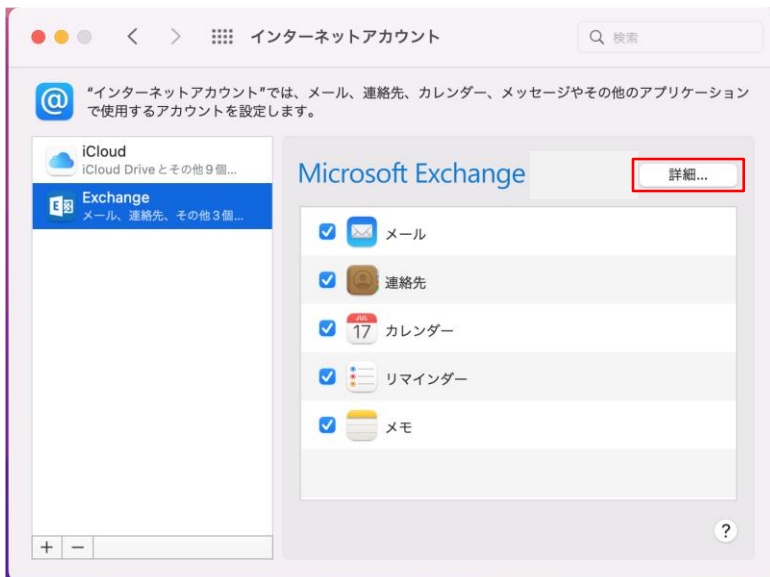 インターネットアカウント
検索
"インターネットアカウント"では、メール、連絡先、カレンダー、メッセージやその他のアプリケーション
で使用するアカウントを設定します。
iCloud
iCloud Driveとその他9個...
Exchange
メール、連絡先、その他3個...
Microsoft Exchange
詳細...
メール
連絡先
JUL
17
カレンダー
リマインダー
メモ
?
+ −